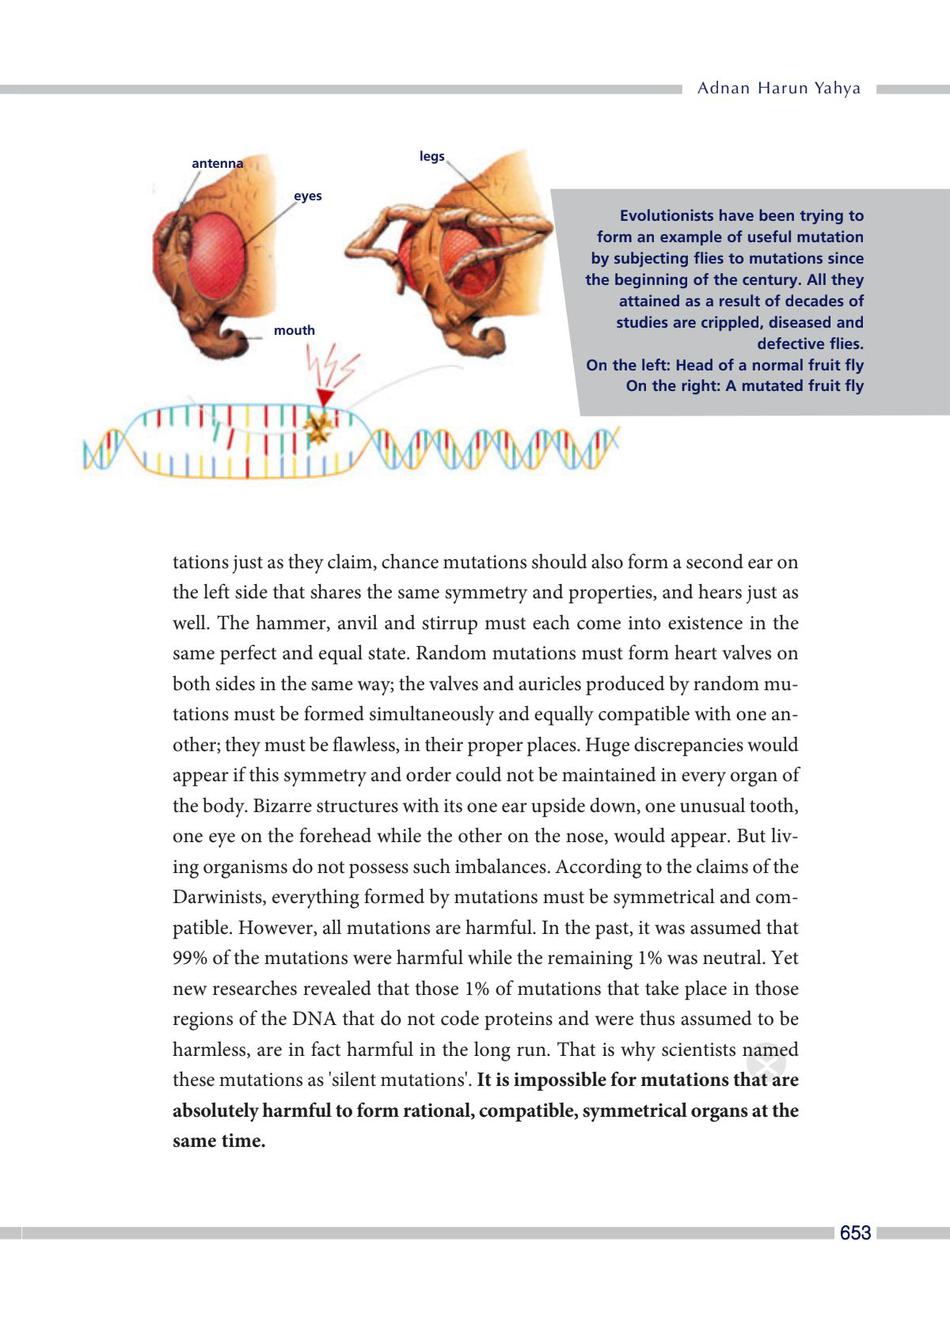 Adnan Harun Yahya
antenna
legs
eyes
mouth
Evolutionists have been trying to
form an example of useful mutation
by subjecting flies to mutations since
the beginning of the century. All they
attained as a result of decades of
studies are crippled, diseased and
defective flies.
On the left: Head of a normal fruit fly
On the right: A mutated fruit fly
tations just as they claim, chance mutations should also form a second ear on
the left side that shares the same symmetry and properties, and hears just as
well. The hammer, anvil and stirrup must each come into existence in the
same perfect and equal state. Random mutations must form heart valves on
both sides in the same way; the valves and auricles produced by random mu-
tations must be formed simultaneously and equally compatible with one an-
other; they must be flawless, in their proper places. Huge discrepancies would
appear if this symmetry and order could not be maintained in every organ of
the body. Bizarre structures with its one ear upside down, one unusual tooth,
one eye on the forehead while the other on the nose, would appear. But liv-
ing organisms do not possess such imbalances. According to the claims of the
Darwinists, everything formed by mutations must be symmetrical and com-
patible. However, all mutations are harmful. In the past, it was assumed that
99% of the mutations were harmful while the remaining 1% was neutral. Yet
new researches revealed that those 1% of mutations that take place in those
regions of the DNA that do not code proteins and were thus assumed to be
harmless, are in fact harmful in the long run. That is why scientists named
these mutations as 'silent mutations'. It is impossible for mutations that are
absolutely harmful to form rational, compatible, symmetrical organs at the
same time.
653